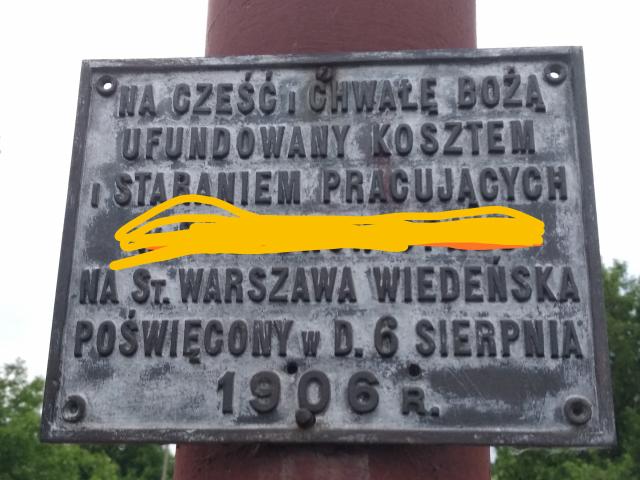 NA CZEŚĆ I CHWAŁĘ BOŻĄ
UFUNDOWANY KOSZTEM
I STARANIEM PRACUJĄCYCH
NA ST. WARSZAWA WIEDEŃSKA
POŚWIĘCONY W D. 6 SIERPNIA
1906 R.